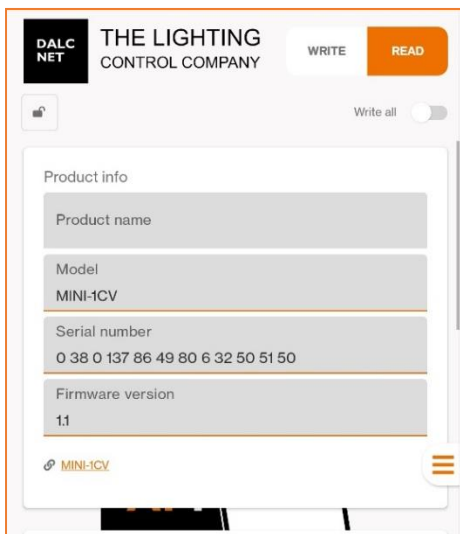 DALC
NET
THE LIGHTING
CONTROL COMPANY
WRITE
READ
Write all
Product info
Product name
Model
MINI-1CV
Serial number
0 38 0 137 86 49 80 6 32 50 51 50
Firmware version
1.1
MINI-1CV